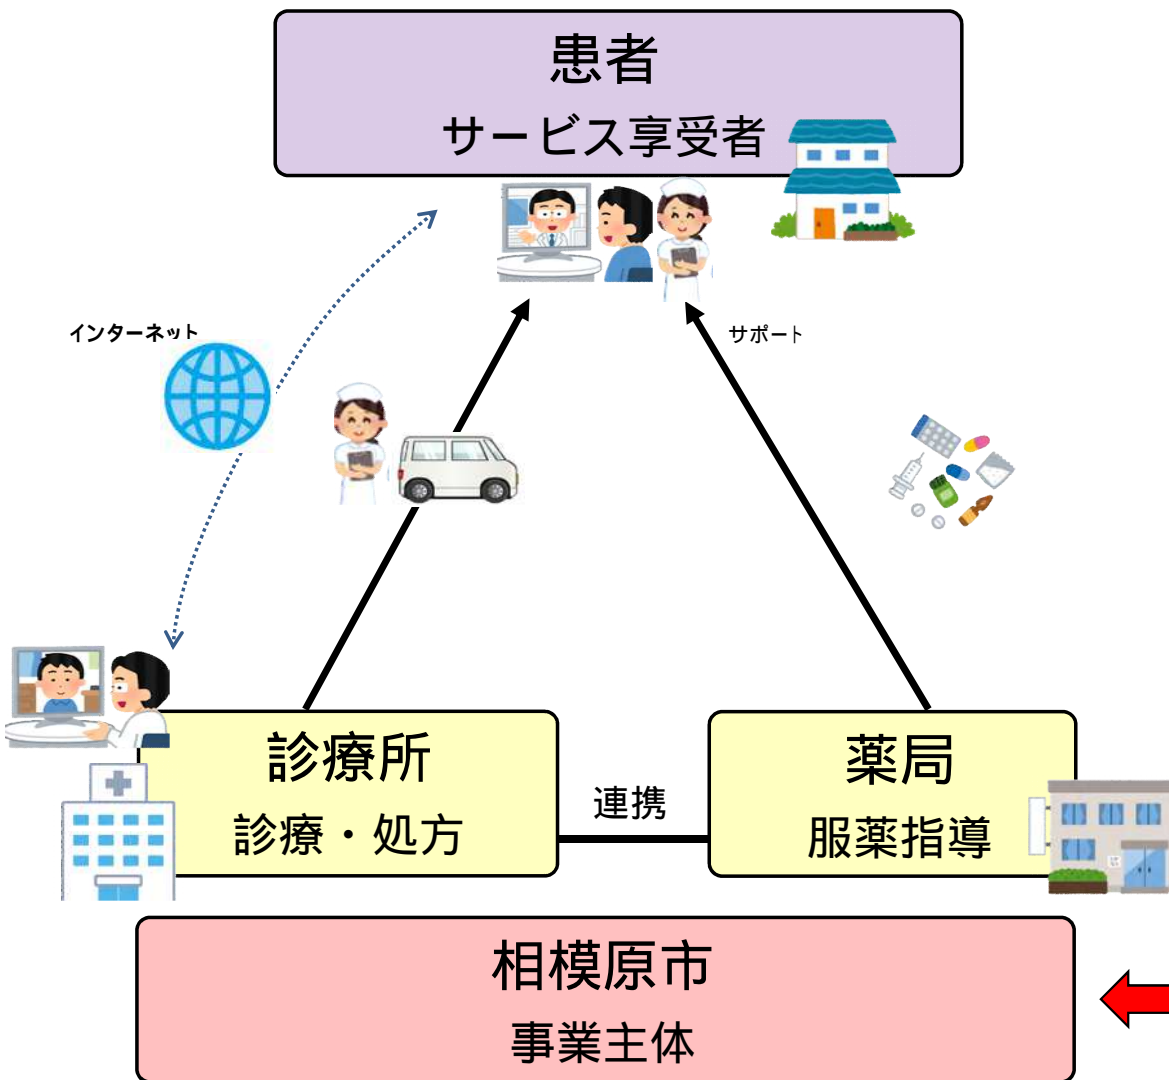 患者
サービス享受者
インターネット
サポート
診療所
診療・処方
連携
薬局
服薬指導
相模原市
事業主体